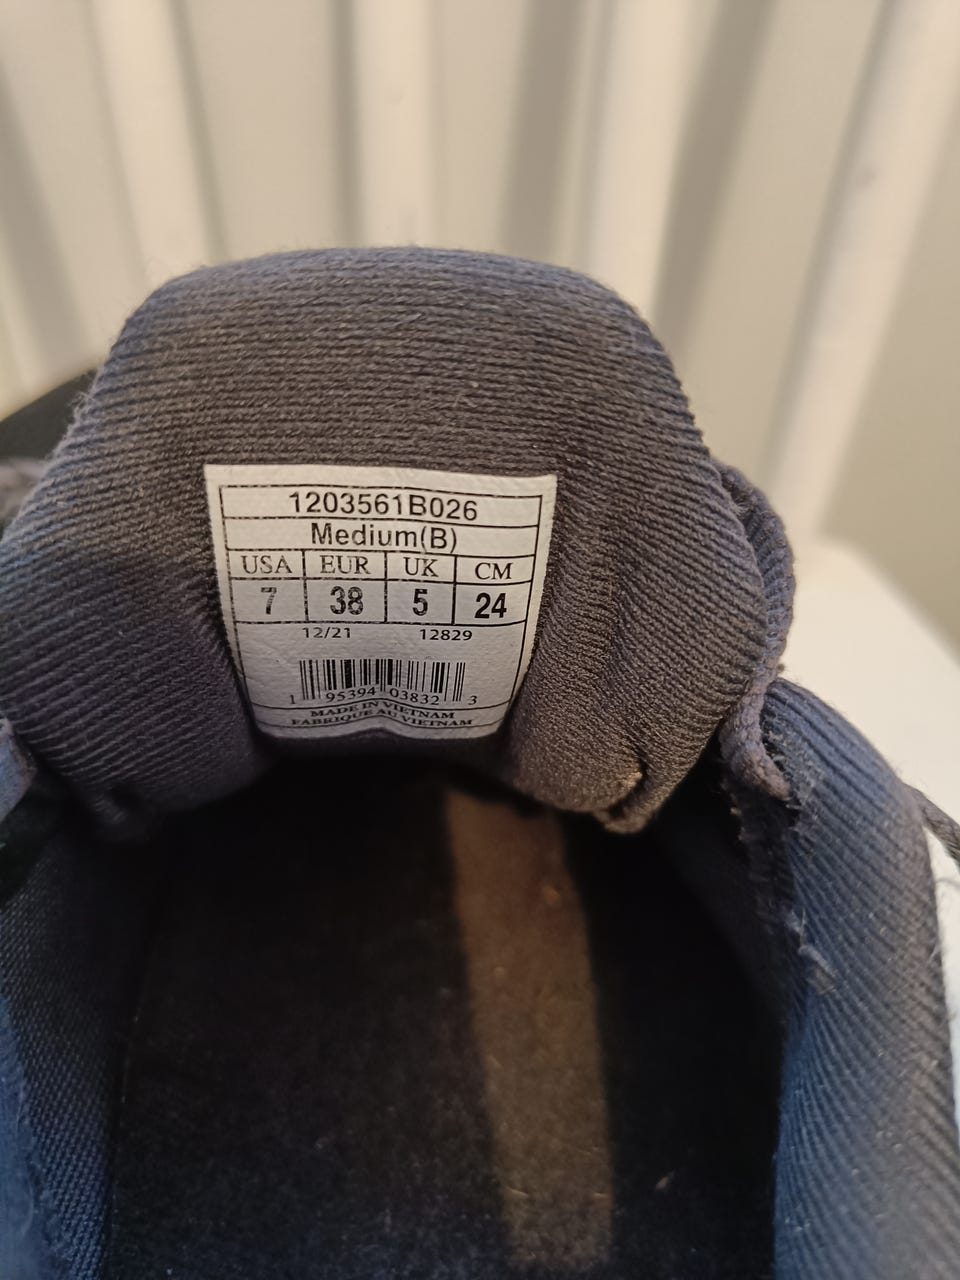 1203561B026
Medium(B)
USA EUR UK CM
7 38 5 24
12/21 12829
1 95394 03832 3
MADE IN VIETNAM
FABRIQUE AU VIETNAM